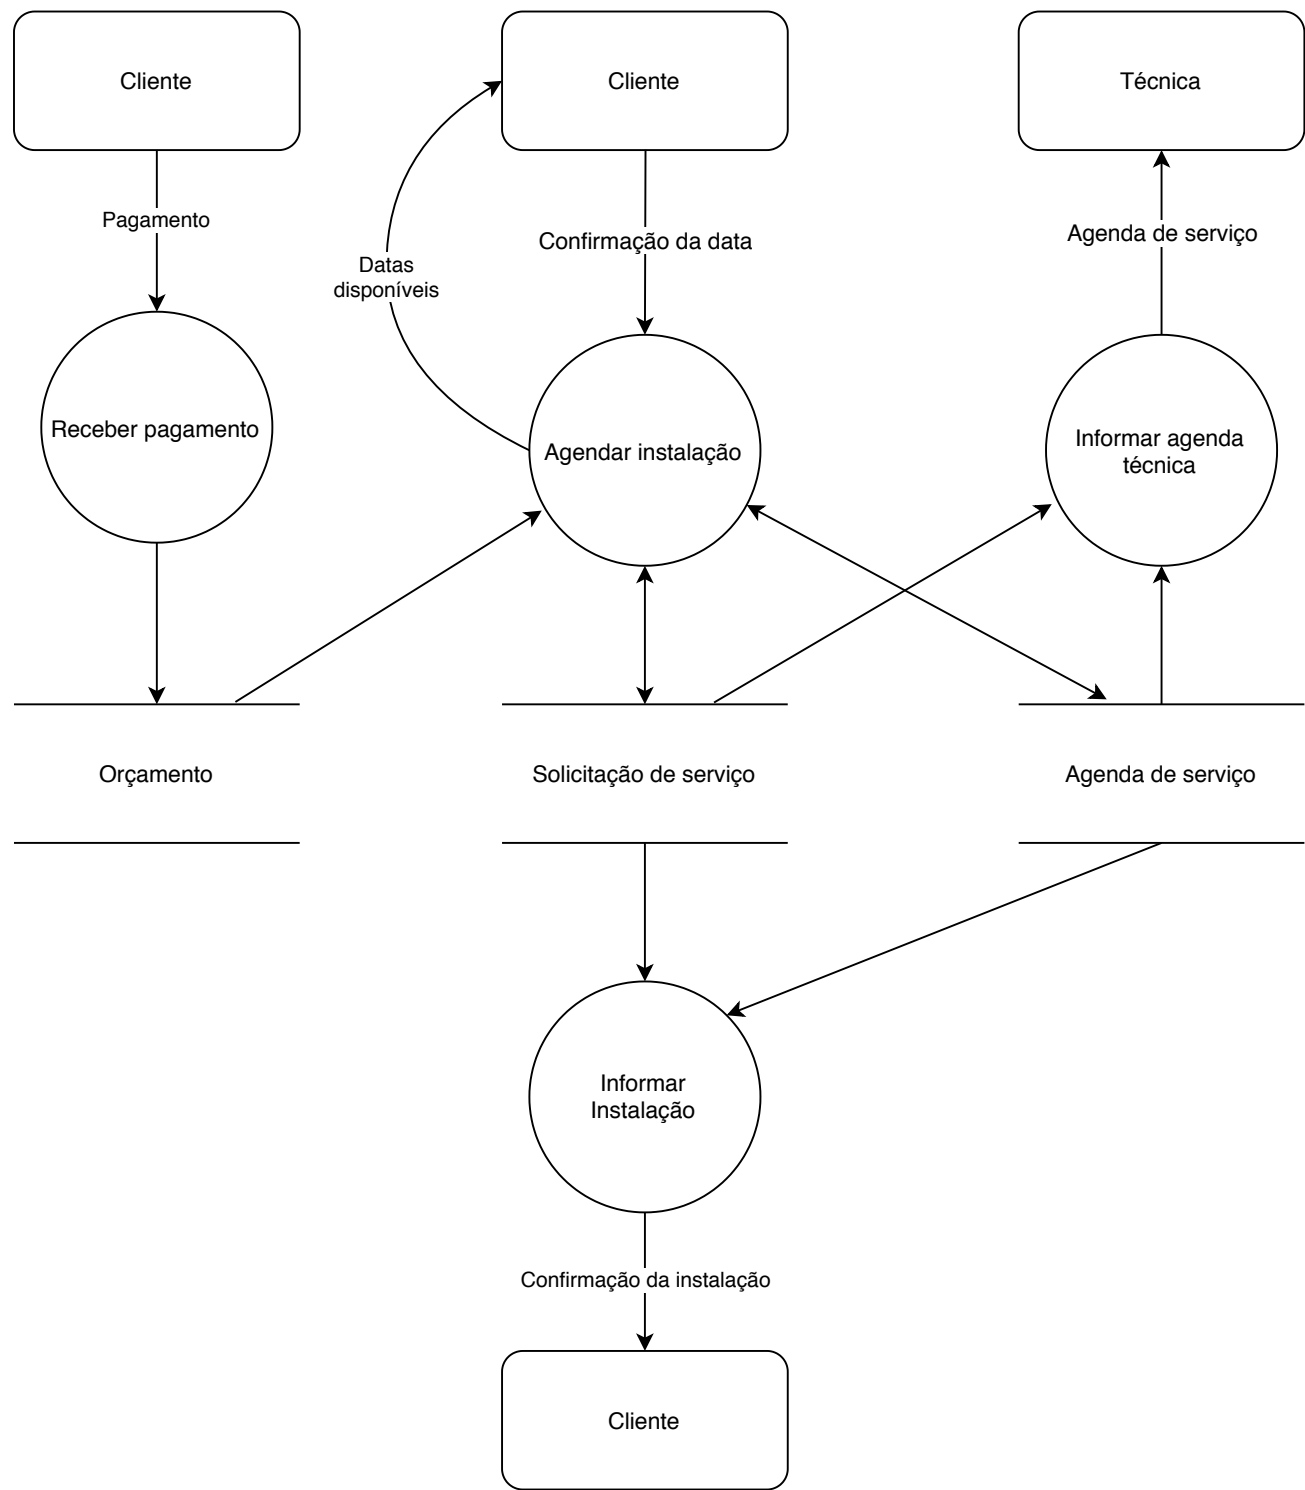 Cliente
Cliente
Técnica
Pagamento
Confirmação da data
Agenda de serviço
Datas
disponíveis
Receber pagamento
Agendar instalação
Informar agenda
técnica
Orçamento
Solicitação de serviço
Agenda de serviço
Informar
Instalação
Confirmação da instalação
Cliente